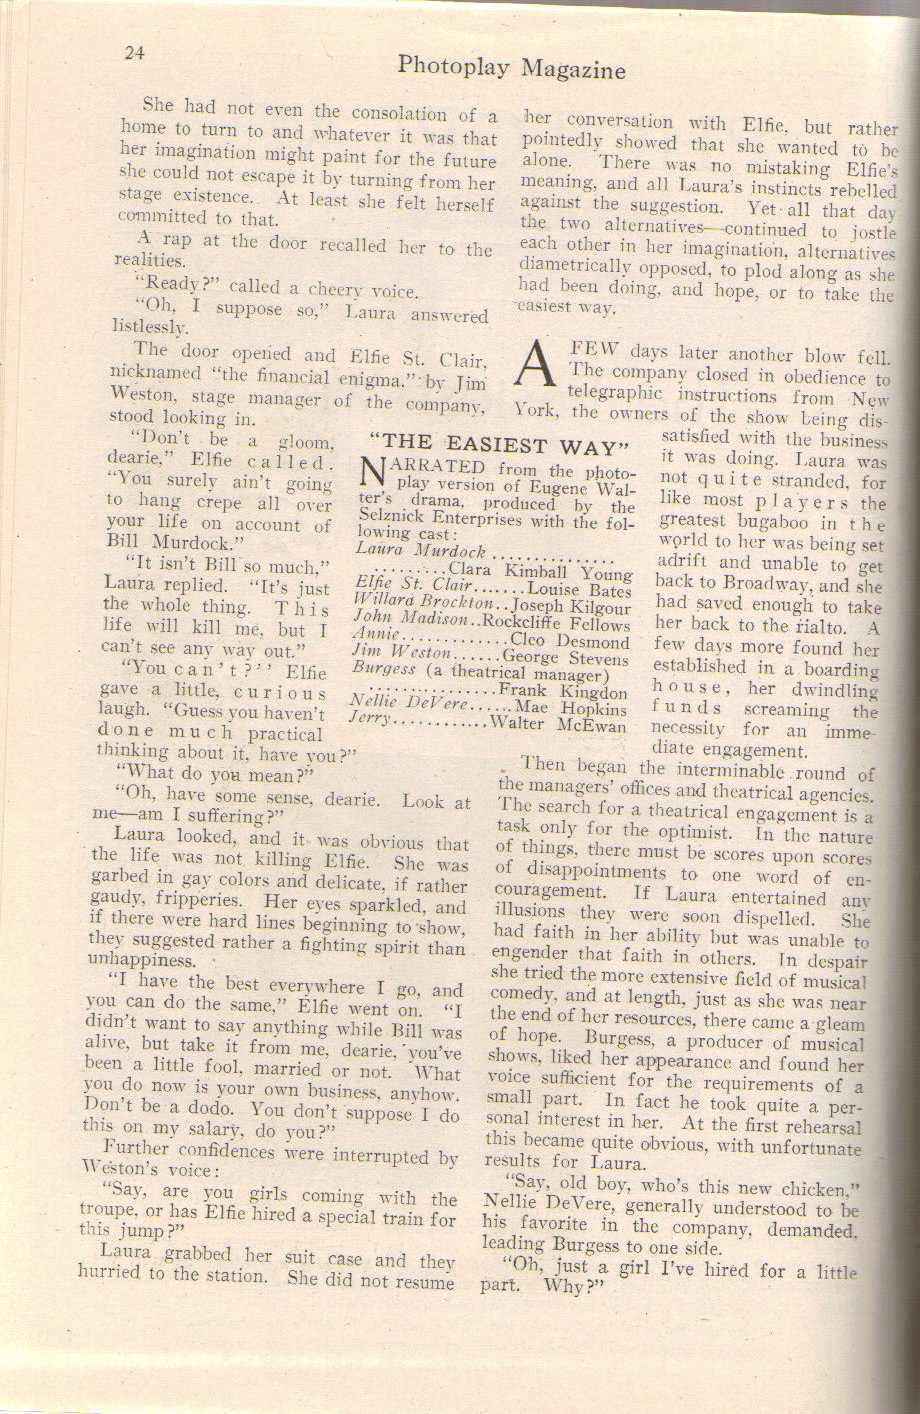 24
Photoplay Magazine
She had not even the consolation of a
home to turn to and whatever it was that
her imagination might paint for the future
she could not escape it by turning from her
stage existence. At least she felt herself
committed to that.
A rap at the door recalled her to the
realities.
"Ready?" called a cheery voice.
"Oh, I suppose so," Laura answered
listlessly.
The door opened and Elfie St. Clair,
nicknamed "the financial enigma," by Jim
Weston, stage manager of the company,
stood looking in.
"Don't be a gloom,
dearie," Elfie called.
"You surely ain't going
to hang crepe all over
your life on account of
Bill Murdock."
"It isn't Bill so much,"
Laura replied. "It's just
the whole thing. This
life will kill me, but I
can't see any way out."
"You can't?" Elfie
gave a little, curious
laugh. "Guess you haven't
done much practical
thinking about it, have you?"
"What do you mean?"
"Oh, have some sense, dearie. Look at
me—am I suffering?"
Laura looked, and it was obvious that
the life was not killing Elfie. She was
garbed in gay colors and delicate, if rather
gaudy, fripperies. Her eyes sparkled, and
if there were hard lines beginning to show,
they suggested rather a fighting spirit than
unhappiness.
"I have the best everywhere I go, and
you can do the same," Elfie went on. "I
didn't want to say anything while Bill was
alive, but take it from me, dearie, you've
been a little fool, married or not. What
you do now is your own business, anyhow.
Don't be a dodo. You don't suppose I do
this on my salary, do you?"
Further confidences were interrupted by
Weston's voice:
"Say, are you girls coming with the
troupe, or has Elfie hired a special train for
this jump?"
Laura grabbed her suit case and they
hurried to the station. She did not resume
"THE EASIEST WAY"
NARRATED from the photo-
play version of Eugene Wal-
ter's drama, produced by the
Selznick Enterprises with the fol-
lowing cast:
Laura Murdock ..............
.........Clara Kimball Young
Elfie St. Clair.......Louise Bates
Willard Brockton..Joseph Kilgour
John Madison..Rockcliffe Fellows
Annie.............Cleo Desmond
Jim Weston......George Stevens
Burgess (a theatrical manager)
...............Frank Kingdon
Nellie DeVere......Mae Hopkins
Jerry............Walter McEwan
her conversation with Elfie, but rather
pointedly showed that she wanted to be
alone. There was no mistaking Elfie's
meaning, and all Laura's instincts rebelled
against the suggestion. Yet all that day
the two alternatives—continued to jostle
each other in her imagination, alternatives
diametrically opposed, to plod along as she
had been doing, and hope, or to take the
easiest way.
A FEW days later another blow fell.
The company closed in obedience to
telegraphic instructions from New
York, the owners of the show being dis-
satisfied with the business
it was doing. Laura was
not quite stranded, for
like most players the
greatest bugaboo in the
world to her was being set
adrift and unable to get
back to Broadway, and she
had saved enough to take
her back to the rialto. A
few days more found her
established in a boarding
house, her dwindling
funds screaming the
necessity for an imme-
diate engagement.
Then began the interminable round of
the managers' offices and theatrical agencies.
The search for a theatrical engagement is a
task only for the optimist. In the nature
of things, there must be scores upon scores
of disappointments to one word of en-
couragement. If Laura entertained any
illusions they were soon dispelled. She
had faith in her ability but was unable to
engender that faith in others. In despair
she tried the more extensive field of musical
comedy, and at length, just as she was near
the end of her resources, there came a gleam
of hope. Burgess, a producer of musical
shows, liked her appearance and found her
voice sufficient for the requirements of a
small part. In fact he took quite a per-
sonal interest in her. At the first rehearsal
this became quite obvious, with unfortunate
results for Laura.
"Say, old boy, who's this new chicken,"
Nellie DeVere, generally understood to be
his favorite in the company, demanded,
leading Burgess to one side.
"Oh, just a girl I've hired for a little
part. Why?"